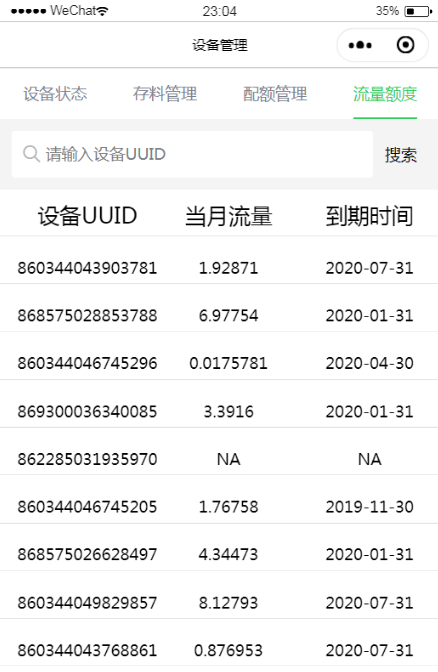 WeChat 23:04 35%
设备管理
设备状态 存料管理 配额管理 流量额度
请输入设备UUID 搜索
设备UUID 当月流量 到期时间
860344043903781 1.92871 2020-07-31
868575028853788 6.97754 2020-01-31
860344046745296 0.0175781 2020-04-30
869300036340085 3.3916 2020-01-31
862285031935970 NA NA
860344046745205 1.76758 2019-11-30
868575026628497 4.34473 2020-01-31
860344049829857 8.12793 2020-07-31
860344043768861 0.876953 2020-07-31